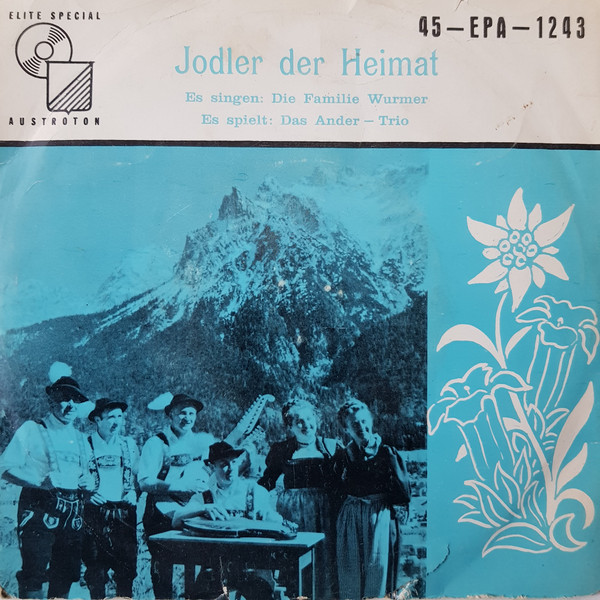 ELITE SPECIAL
AUSTROTON
45-EPA-1243
Jodler der Heimat
Es singen: Die Familie Wurmer
Es spielt: Das Ander - Trio